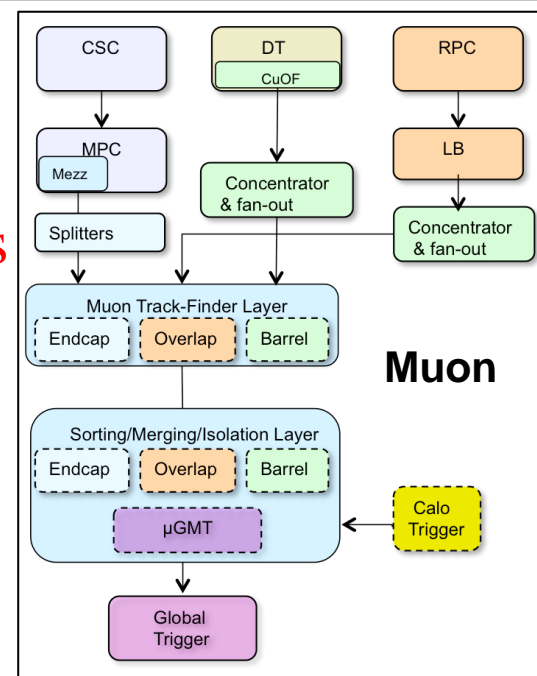 CSC
DT
CuOF
RPC
MPC
Mezz
LB
Concentrator
& fan-out
Splitters
Concentrator
& fan-out
s
Muon Track-Finder Layer
Endcap
Overlap
Barrel
Muon
Sorting/Merging/Isolation Layer
Endcap
Overlap
Barrel
µGMT
Calo
Trigger
Global
Trigger